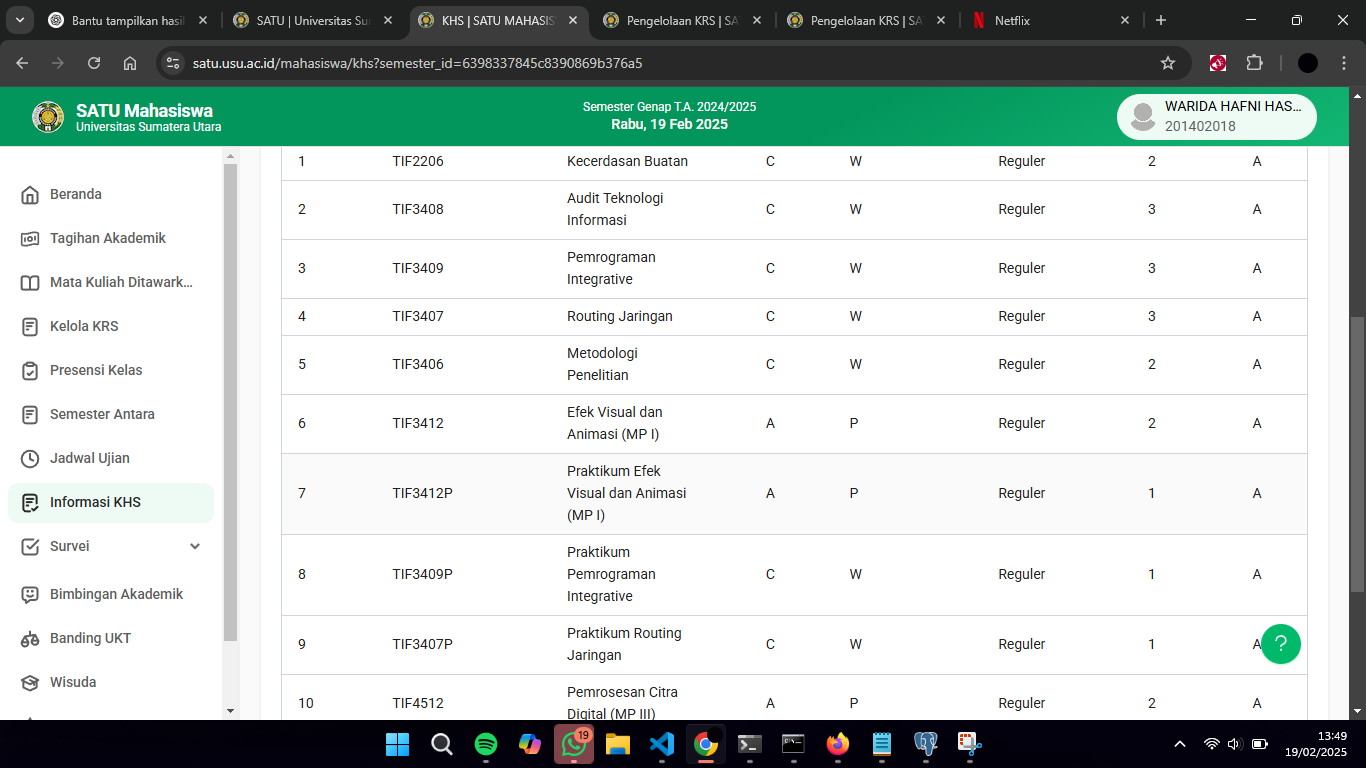 Bantu tampilkan hasil
SATU | Universitas Su
KHS | SATU MAHASIS
Pengelolaan KRS | SA
Pengelolaan KRS | SA
Netflix
satu.usu.ac.id/mahasiswa/khs?semester_id=6398337845c8390869b376a5
SATU Mahasiswa
Universitas Sumatera Utara
Semester Genap T.A. 2024/2025
Rabu, 19 Feb 2025
WARIDA HAFNI HAS...
201402018
Beranda
Tagihan Akademik
Mata Kuliah Ditawark...
Kelola KRS
Presensi Kelas
Semester Antara
Jadwal Ujian
Informasi KHS
Survei
Bimbingan Akademik
Banding UKT
Wisuda
1 TIF2206 Kecerdasan Buatan C W Reguler 2 A
2 TIF3408 Audit Teknologi Informasi C W Reguler 3 A
3 TIF3409 Pemrograman Integrative C W Reguler 3 A
4 TIF3407 Routing Jaringan C W Reguler 3 A
5 TIF3406 Metodologi Penelitian C W Reguler 2 A
6 TIF3412 Efek Visual dan Animasi (MP I) A P Reguler 2 A
7 TIF3412P Praktikum Efek Visual dan Animasi (MP I) A P Reguler 1 A
8 TIF3409P Praktikum Pemrograman Integrative C W Reguler 1 A
9 TIF3407P Praktikum Routing Jaringan C W Reguler 1 A
10 TIF4512 Pemrosesan Citra Digital (MP III) A P Reguler 2 A
?
19
13:49
19/02/2025